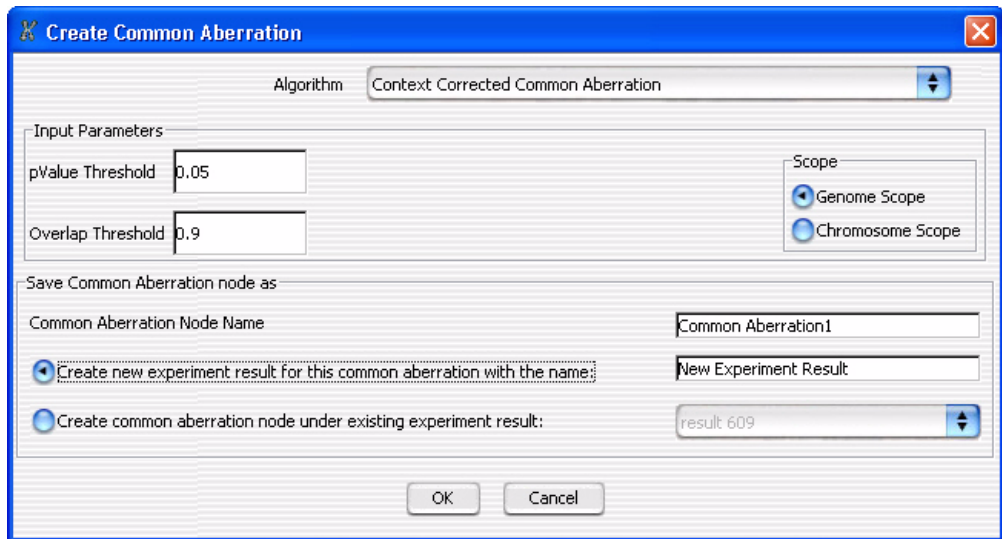 Create Common Aberration
Algorithm Context Corrected Common Aberration
Input Parameters
pValue Threshold 0.05
Overlap Threshold 0.9
Scope
Genome Scope
Chromosome Scope
Save Common Aberration node as
Common Aberration Node Name Common Aberration1
Create new experiment result for this common aberration with the name: New Experiment Result
Create common aberration node under existing experiment result: result 609
OK Cancel